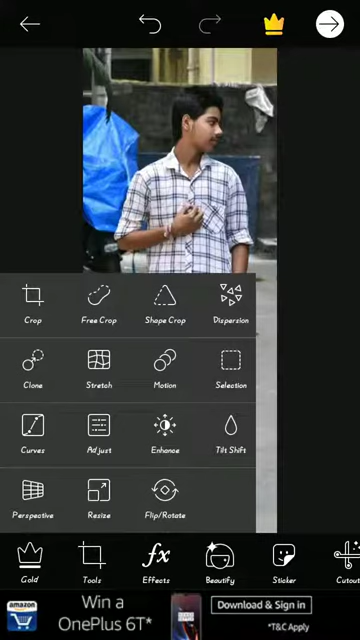 Crop Free Crop Shape Crop Dispersion
Clone Stretch Motion Selection
Curves Adjust Enhance Tilt Shift
Perspective Resize Flip/Rotate
Gold Tools Effects Beautify Sticker Cutou
fx
amazon
Win a
OnePlus 6T*
Download & Sign in
*T&C Apply